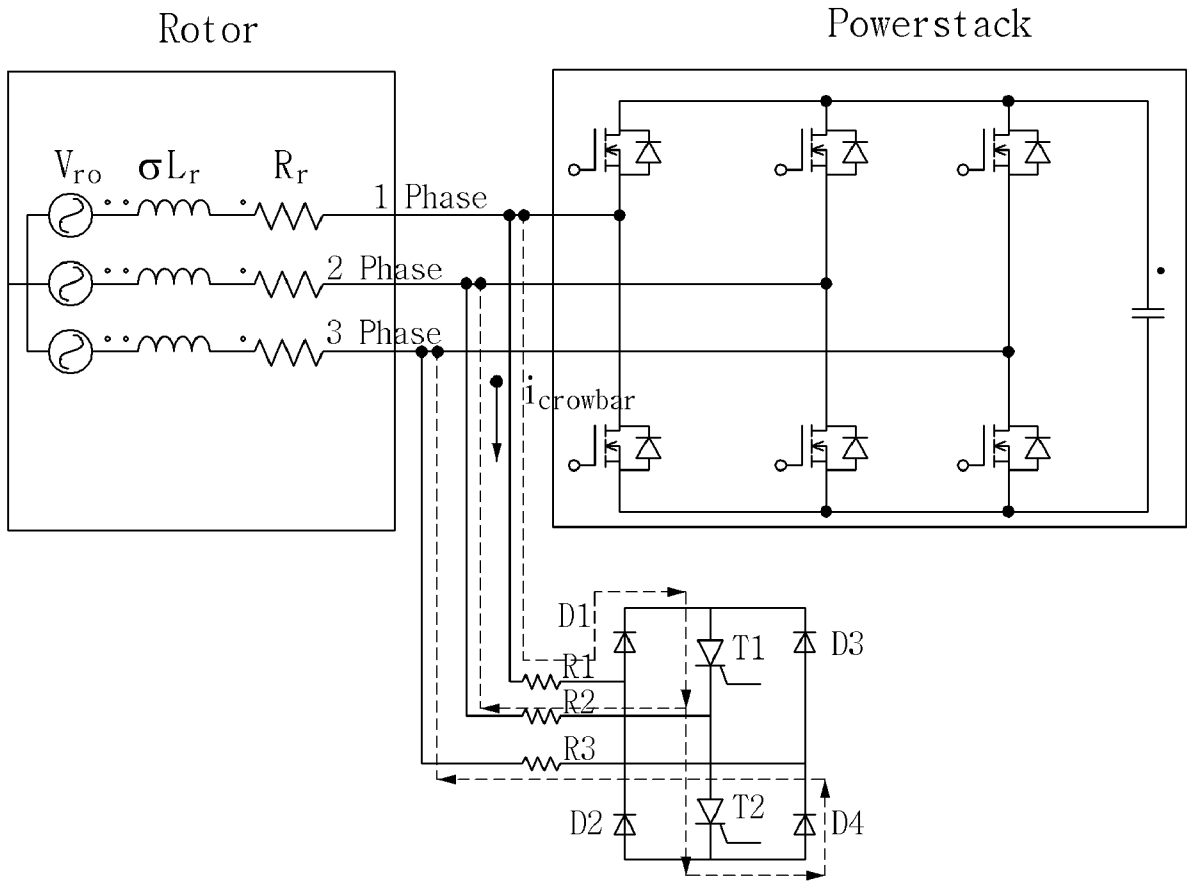 Rotor
Powerstack
Vro σLr Rr
1 Phase
2 Phase
3 Phase
icrowbar
D1
T1
D3
R1
R2
R3
D2
T2
D4